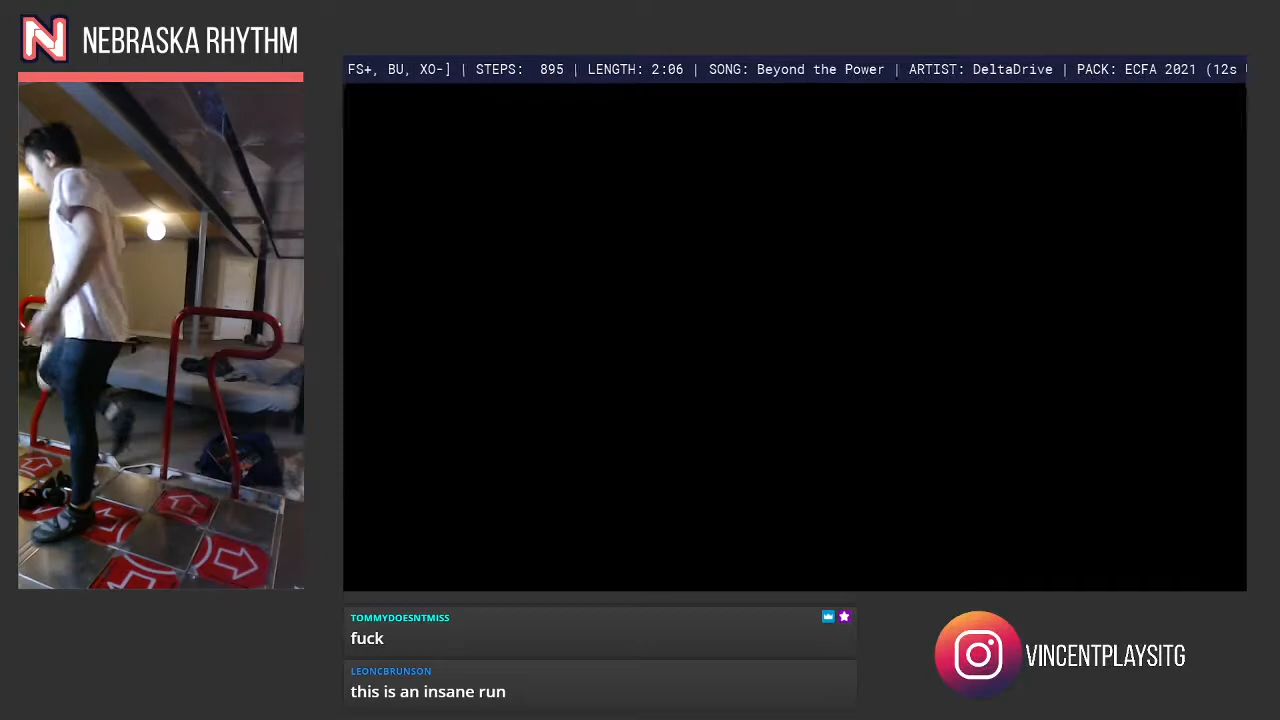 N NEBRASKA RHYTHM
FS+, BU, XO-] | STEPS: 895 | LENGTH: 2:06 | SONG: Beyond the Power | ARTIST: DeltaDrive | PACK: ECFA 2021 (12s
TOMMYDOESNTMISS
fuck
LEONCBRUNSON
this is an insane run
VINCENTPLAYSITG